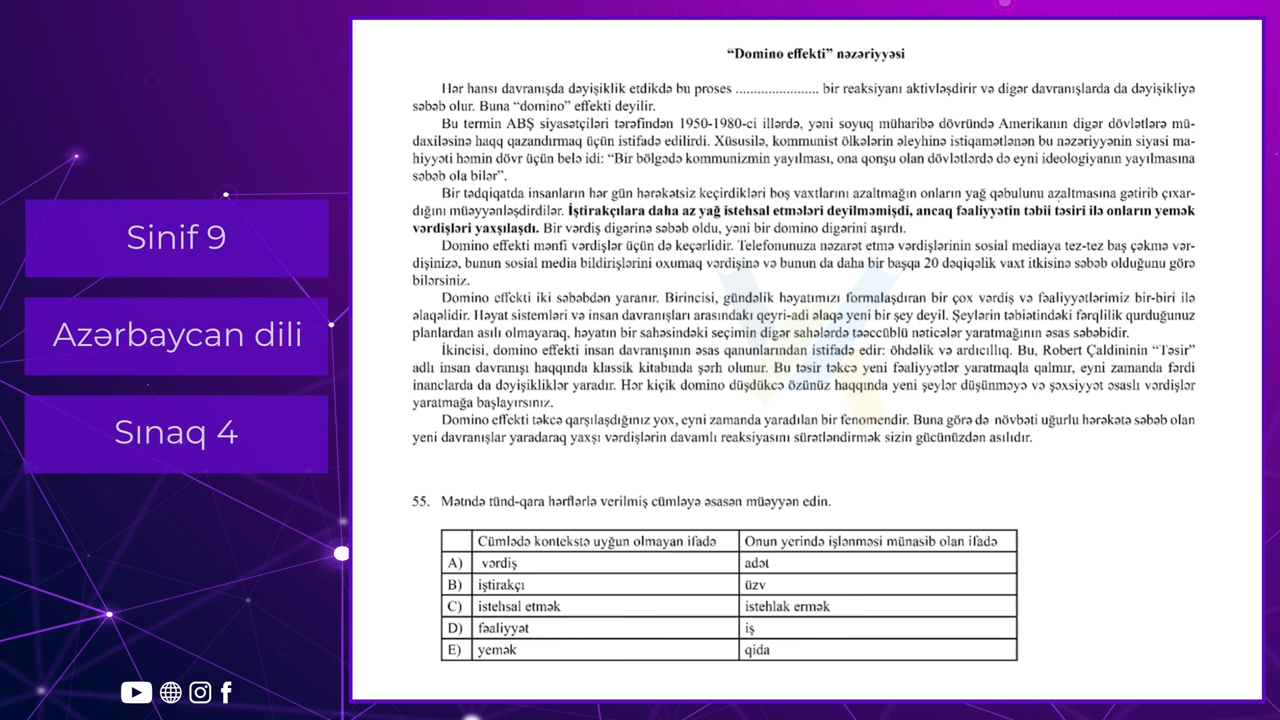 Sinif 9
Azərbaycan dili
Sınaq 4
“Domino effekti” nəzəriyyəsi
Hər hansı davranışda dəyişiklik etdikdə bu proses ....................... bir reaksiyanı aktivləşdirir və digər davranışlarda da dəyişikliyə
səbəb olur. Buna “domino” effekti deyilir.
Bu termin ABŞ siyasətçiləri tərəfindən 1950-1980-ci illərdə, yəni soyuq müharibə dövründə Amerikanın digər dövlətlərə mü-
daxiləsinə haqq qazandırmaq üçün istifadə edilirdi. Xüsusilə, kommunist ölkələrin əleyhinə istiqamətlənən bu nəzəriyyənin siyasi ma-
hiyyəti həmin dövr üçün belə idi: “Bir bölgədə kommunizmin yayılması, ona qonşu olan dövlətlərdə də eyni ideologiyanın yayılmasına
səbəb ola bilər”.
Bir tədqiqatda insanların hər gün hərəkətsiz keçirdikləri boş vaxtlarını azaltmağın onların yağ qəbulunu azaltmasına gətirib çıxar-
dığını müəyyənləşdirdilər. İştirakçılara daha az yağ istehsal etmələri deyilməmişdi, ancaq fəaliyyətin təbii təsiri ilə onların yemək
vərdişləri yaxşılaşdı. Bir vərdiş digərinə səbəb oldu, yəni bir domino digərini aşırdı.
Domino effekti mənfi vərdişlər üçün də keçərlidir. Telefonunuza nəzarət etmə vərdişlərinin sosial mediaya tez-tez baş çəkmə vər-
dişinizə, bunun sosial media bildirişlərini oxumaq vərdişinə və bunun da daha bir başqa 20 dəqiqəlik vaxt itkisinə səbəb olduğunu görə
bilərsiniz.
Domino effekti iki səbəbdən yaranır. Birincisi, gündəlik həyatımızı formalaşdıran bir çox vərdiş və fəaliyyətlərimiz bir-biri ilə
əlaqəlidir. Həyat sistemləri və insan davranışları arasındakı qeyri-adi əlaqə yeni bir şey deyil. Şeylərin təbiətindəki fərqlilik qurduğunuz
planlardan asılı olmayaraq, həyatın bir sahəsindəki seçimin digər sahələrdə təəccüblü nəticələr yaratmağının əsas səbəbidir.
İkincisi, domino effekti insan davranışının əsas qanunlarından istifadə edir: öhdəlik və ardıcıllıq. Bu, Robert Çaldininin “Təsir”
adlı insan davranışı haqqında klassik kitabında şərh olunur. Bu təsir təkcə yeni fəaliyyətlər yaratmaqla qalmır, eyni zamanda fərdi
inanclarda da dəyişikliklər yaradır. Hər kiçik domino düşdükcə özünüz haqqında yeni şeylər düşünməyə və şəxsiyyət əsaslı vərdişlər
yaratmağa başlayırsınız.
Domino effekti təkcə qarşılaşdığınız yox, eyni zamanda yaradılan bir fenomendir. Buna görə də növbəti uğurlu hərəkətə səbəb olan
yeni davranışlar yaradaraq yaxşı vərdişlərin davamlı reaksiyasını sürətləndirmək sizin gücünüzdən asılıdır.
55. Mətndə tünd-qara hərflərlə verilmiş cümləyə əsasən müəyyən edin.
Cümlədə kontekstə uyğun olmayan ifadə Onun yerində işlənməsi münasib olan ifadə
A) vərdiş adət
B) iştirakçı üzv
C) istehsal etmək istehlak ermək
D) fəaliyyət iş
E) yemək qida